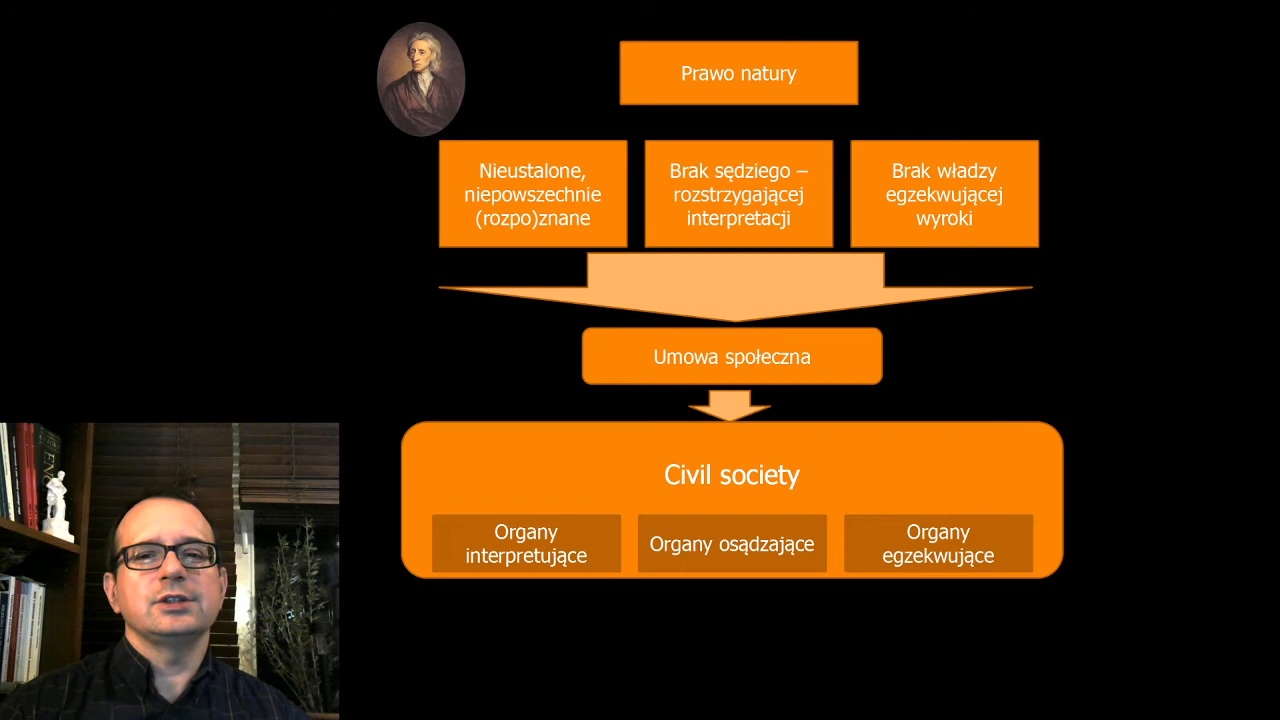 Prawo natury
Nieustalone,
niepowszechnie
(rozpo)znane
Brak sędziego –
rozstrzygającej
interpretacji
Brak władzy
egzekwującej
wyroki
Umowa społeczna
Civil society
Organy
interpretujące
Organy osądzające
Organy
egzekwujące